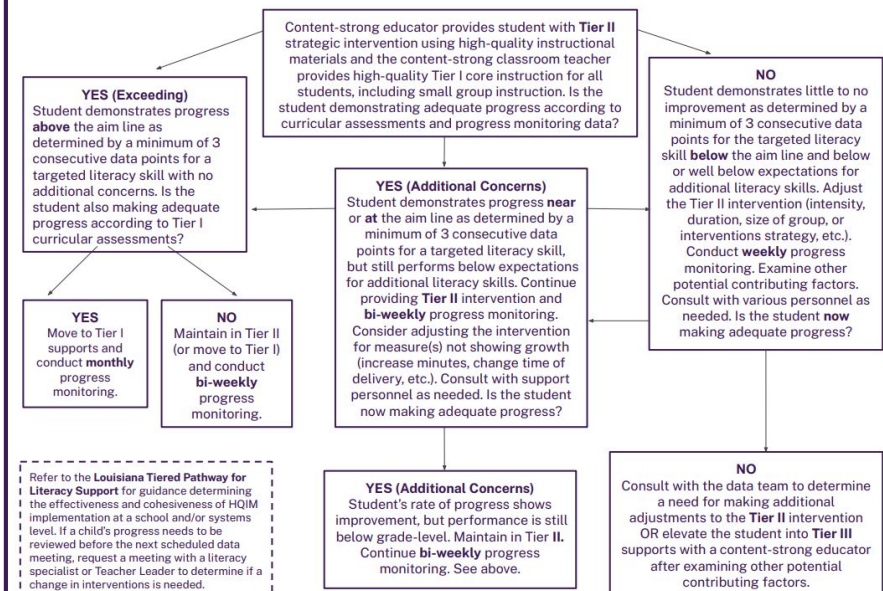 Content-strong educator provides student with Tier II
strategic intervention using high-quality instructional
materials and the content-strong classroom teacher
provides high-quality Tier I core instruction for all
students, including small group instruction. Is the
student demonstrating adequate progress according to
curricular assessments and progress monitoring data?
YES (Exceeding)
Student demonstrates progress
above the aim line as
determined by a minimum of 3
consecutive data points for a
targeted literacy skill with no
additional concerns. Is the
student also making adequate
progress according to Tier I
curricular assessments?
YES (Additional Concerns)
Student demonstrates progress near
or at the aim line as determined by a
minimum of 3 consecutive data
points for a targeted literacy skill,
but still performs below expectations
for additional literacy skills. Continue
providing Tier II intervention and
bi-weekly progress monitoring.
Consider adjusting the intervention
for measure(s) not showing growth
(increase minutes, change time of
delivery, etc.). Consult with support
personnel as needed. Is the student
now making adequate progress?
NO
Student demonstrates little to no
improvement as determined by a
minimum of 3 consecutive data
points for the targeted literacy
skill below the aim line and below
or well below expectations for
additional literacy skills. Adjust
the Tier II intervention (intensity,
duration, size of group, or
interventions strategy, etc.).
Conduct weekly progress
monitoring. Examine other
potential contributing factors.
Consult with various personnel as
needed. Is the student now
making adequate progress?
YES
Move to Tier I
supports and
conduct monthly
progress
monitoring.
NO
Maintain in Tier II
(or move to Tier I)
and conduct
bi-weekly
progress
monitoring.
Refer to the Louisiana Tiered Pathway for
Literacy Support for guidance determining
the effectiveness and cohesiveness of HQIM
implementation at a school and/or systems
level. If a child's progress needs to be
reviewed before the next scheduled data
meeting, request a meeting with a literacy
specialist or Teacher Leader to determine if a
change in interventions is needed.
YES (Additional Concerns)
Student's rate of progress shows
improvement, but performance is still
below grade-level. Maintain in Tier II.
Continue bi-weekly progress
monitoring. See above.
NO
Consult with the data team to determine
a need for making additional
adjustments to the Tier II intervention
OR elevate the student into Tier III
supports with a content-strong educator
after examining other potential
contributing factors.